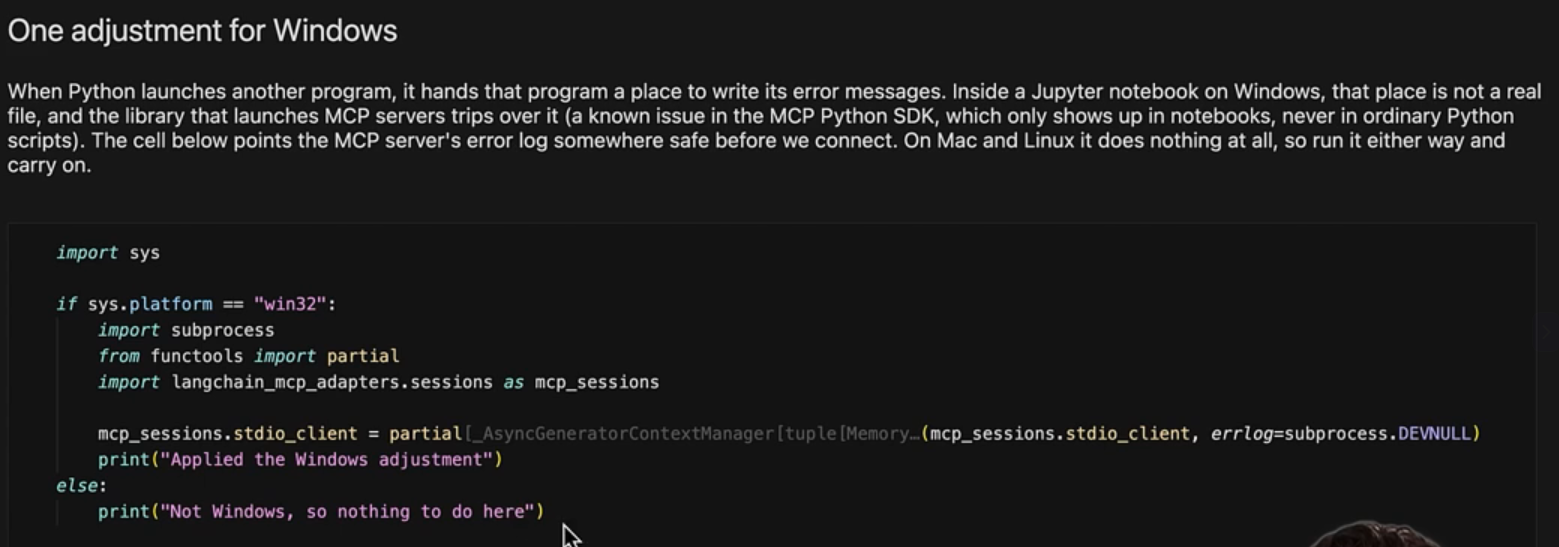 One adjustment for Windows
When Python launches another program, it hands that program a place to write its error messages. Inside a Jupyter notebook on Windows, that place is not a real
file, and the library that launches MCP servers trips over it (a known issue in the MCP Python SDK, which only shows up in notebooks, never in ordinary Python
scripts). The cell below points the MCP server's error log somewhere safe before we connect. On Mac and Linux it does nothing at all, so run it either way and
carry on.
import sys
if sys.platform == "win32":
    import subprocess
    from functools import partial
    import langchain_mcp_adapters.sessions as mcp_sessions
    mcp_sessions.stdio_client = partial[_AsyncGeneratorContextManager[tuple[Memory…(mcp_sessions.stdio_client, errlog=subprocess.DEVNULL)
    print("Applied the Windows adjustment")
else:
    print("Not Windows, so nothing to do here")